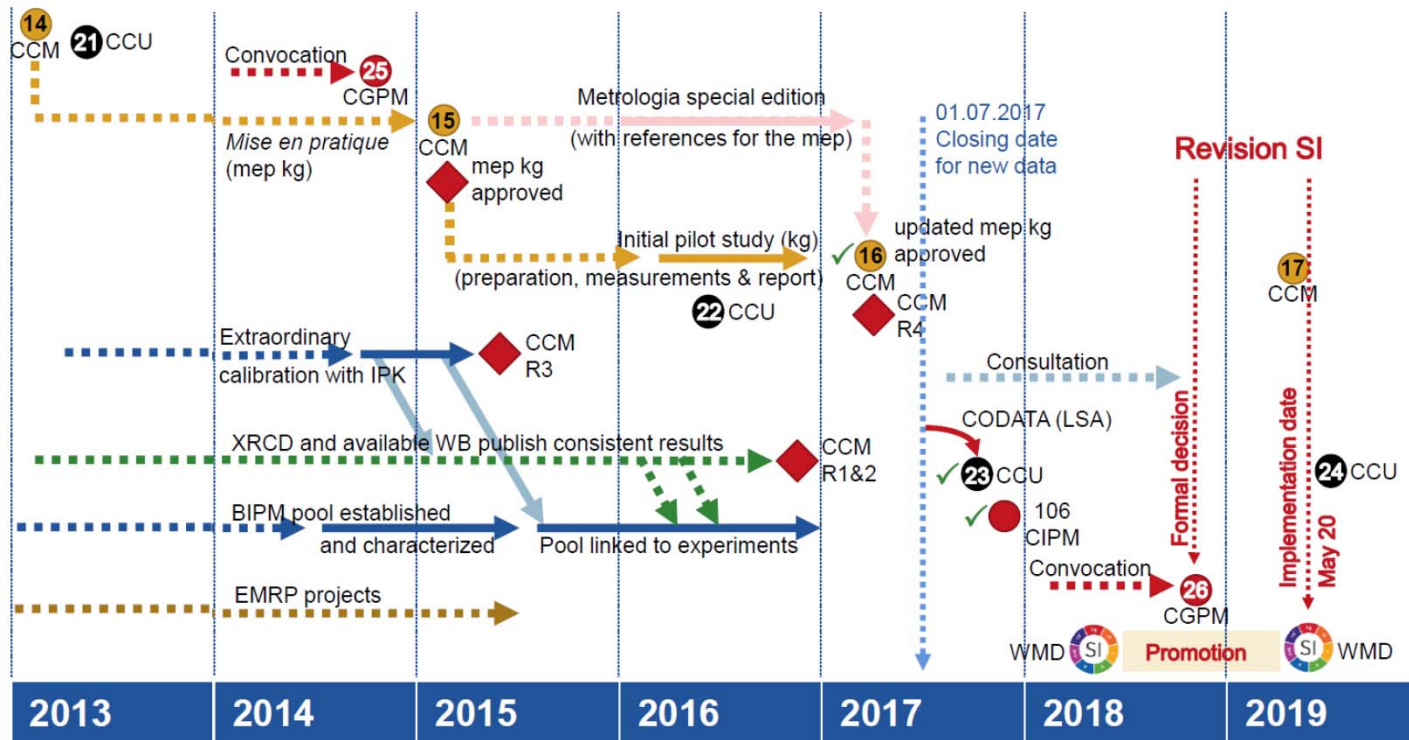 14
CCM
21 CCU
Convocation
25
CGPM
Mise en pratique
(mep kg)
15
CCM
mep kg
approved
Metrologia special edition
(with references for the mep)
01.07.2017
Closing date
for new data
Revision SI
Initial pilot study (kg)
(preparation, measurements & report)
22 CCU
16
CCM
updated mep kg
approved
CCM
R4
17
CCM
Extraordinary
calibration with IPK
CCM
R3
Consultation
XRCD and available WB publish consistent results
CCM
R1&2
CODATA (LSA)
23 CCU
24 CCU
Formal decision
Implementation date
May 20
BIPM pool established
and characterized
Pool linked to experiments
106
CIPM
EMRP projects
Convocation
26
CGPM
WMD SI
Promotion
SI WMD
2013
2014
2015
2016
2017
2018
2019